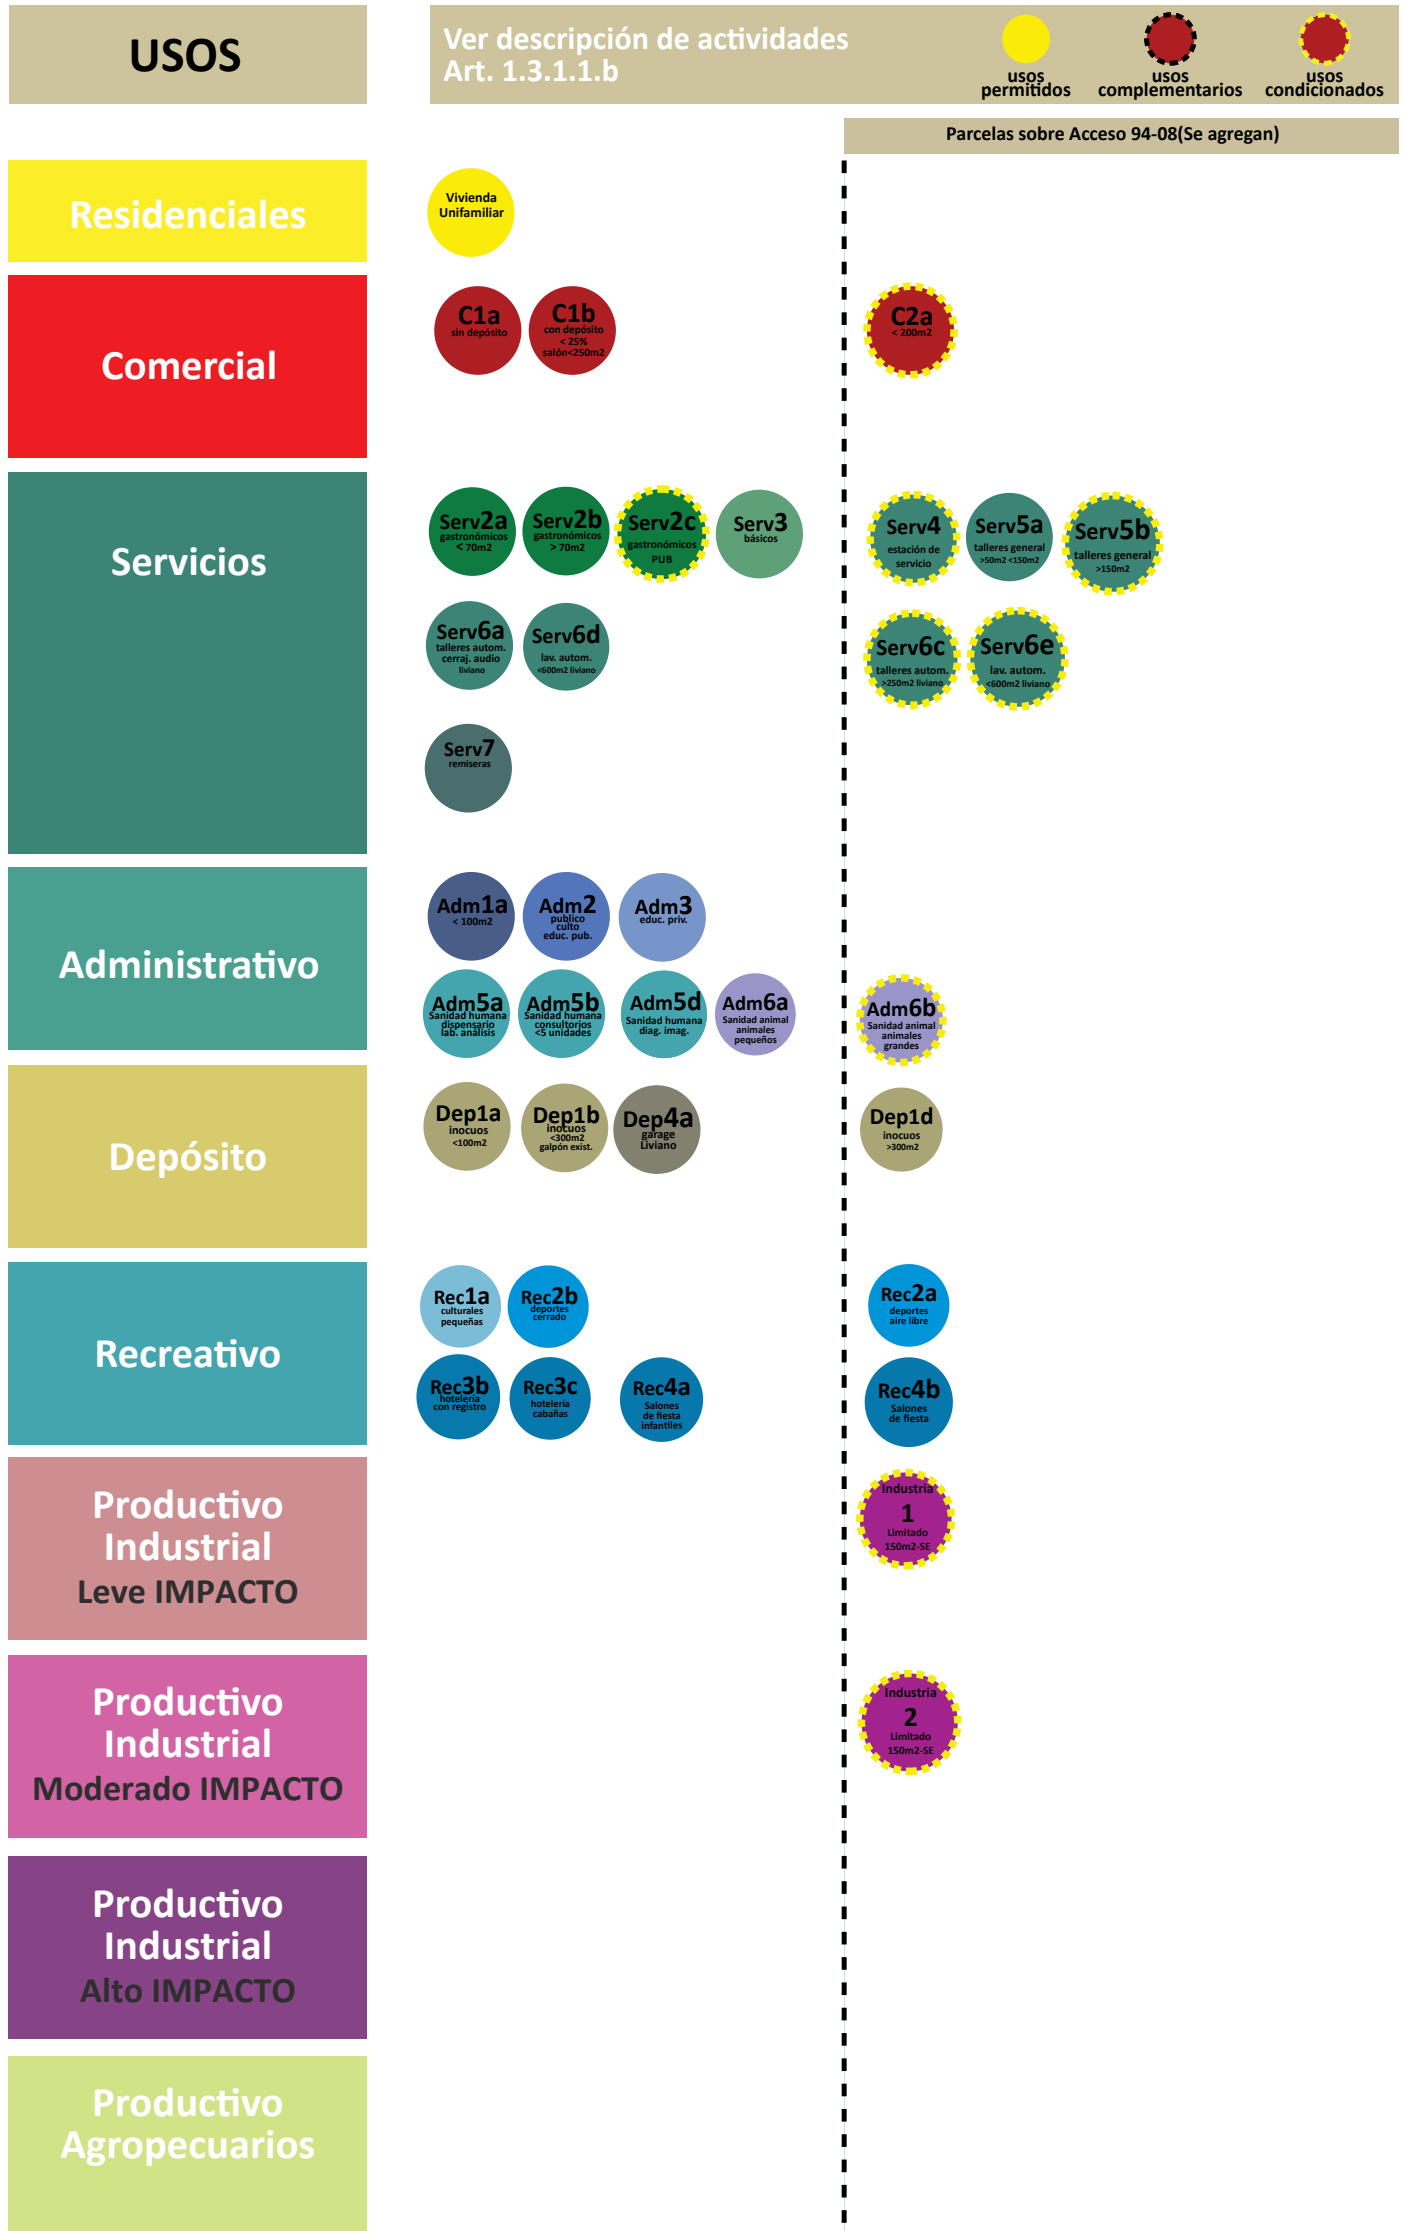 USOS
Ver descripción de actividades
Art. 1.3.1.1.b
usos
permitidos
usos
complementarios
usos
condicionados
Parcelas sobre Acceso 94-08(Se agregan)
Residenciales
Vivienda
Unifamiliar
Comercial
C1a
sin depósito
C1b
con depósito
< 25%
salón<250m2
C2a
< 200m2
Servicios
Serv2a
gastronómicos
< 70m2
Serv2b
gastronómicos
> 70m2
Serv2c
gastronómicos
PUB
Serv3
básicos
Serv4
estación de
servicio
Serv5a
talleres general
>50m2 <150m2
Serv5b
talleres general
>150m2
Serv6a
talleres autom.
cerraj. audio
liviano
Serv6d
lav. autom.
<600m2 liviano
Serv6c
talleres autom.
>250m2 liviano
Serv6e
lav. autom.
<600m2 liviano
Serv7
remiseras
Administrativo
Adm1a
< 100m2
Adm2
publico
culto
educ. pub.
Adm3
educ. priv.
Adm5a
Sanidad humana
dispensario
lab. análisis
Adm5b
Sanidad humana
consultorios
<5 unidades
Adm5d
Sanidad humana
diag. imag.
Adm6a
Sanidad animal
animales
pequeños
Adm6b
Sanidad animal
animales
grandes
Depósito
Dep1a
inocuos
<100m2
Dep1b
inocuos
<300m2
galpón exist.
Dep4a
garage
Liviano
Dep1d
inocuos
>300m2
Recreativo
Rec1a
culturales
pequeñas
Rec2b
deportes
cerrado
Rec2a
deportes
aire libre
Rec3b
hotelería
con registro
Rec3c
hotelería
cabañas
Rec4a
Salones
de fiesta
infantiles
Rec4b
Salones
de fiesta
Productivo
Industrial
Leve IMPACTO
Industria
1
Limitado
150m2-SE
Productivo
Industrial
Moderado IMPACTO
Industria
2
Limitado
150m2-SE
Productivo
Industrial
Alto IMPACTO
Productivo
Agropecuarios